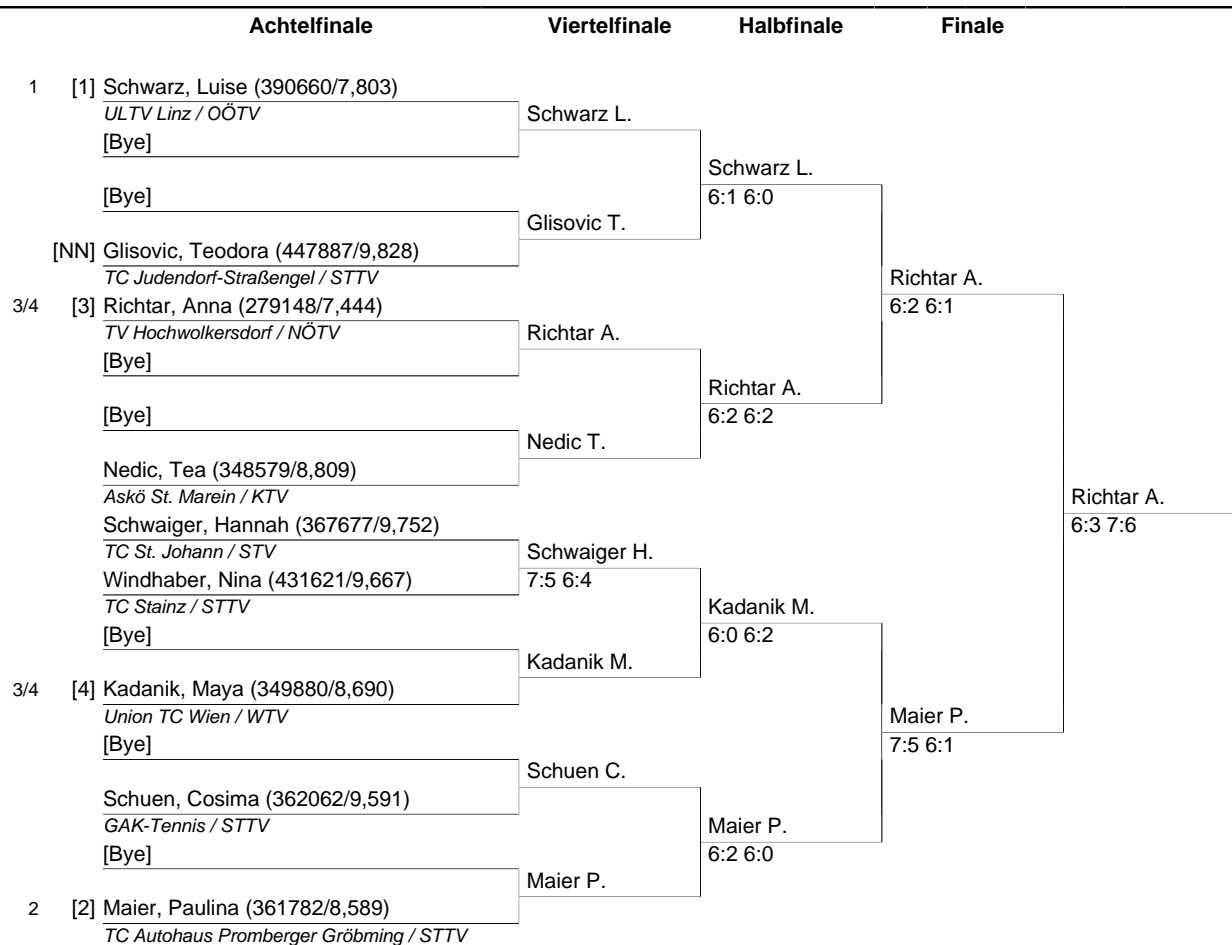 Achtelfinale Viertelfinale Halbfinale Finale
1 [1] Schwarz, Luise (390660/7,803)
ULTV Linz / OÖTV
Schwarz L.
[Bye]
Schwarz L.
[Bye]
6:1 6:0
Glisovic T.
[NN] Glisovic, Teodora (447887/9,828)
TC Judendorf-Straßengel / STTV
Richtar A.
3/4 [3] Richtar, Anna (279148/7,444)
6:2 6:1
TV Hochwolkersdorf / NÖTV
Richtar A.
[Bye]
Richtar A.
[Bye]
6:2 6:2
Nedic T.
Nedic, Tea (348579/8,809)
Askö St. Marein / KTV
Richtar A.
Schwaiger, Hannah (367677/9,752)
6:3 7:6
TC St. Johann / STV
Schwaiger H.
Windhaber, Nina (431621/9,667)
7:5 6:4
TC Stainz / STTV
Kadanik M.
[Bye]
6:0 6:2
Kadanik M.
3/4 [4] Kadanik, Maya (349880/8,690)
Union TC Wien / WTV
Maier P.
[Bye]
7:5 6:1
Schuen C.
Schuen, Cosima (362062/9,591)
GAK-Tennis / STTV
Maier P.
[Bye]
6:2 6:0
Maier P.
2 [2] Maier, Paulina (361782/8,589)
TC Autohaus Promberger Gröbming / STTV